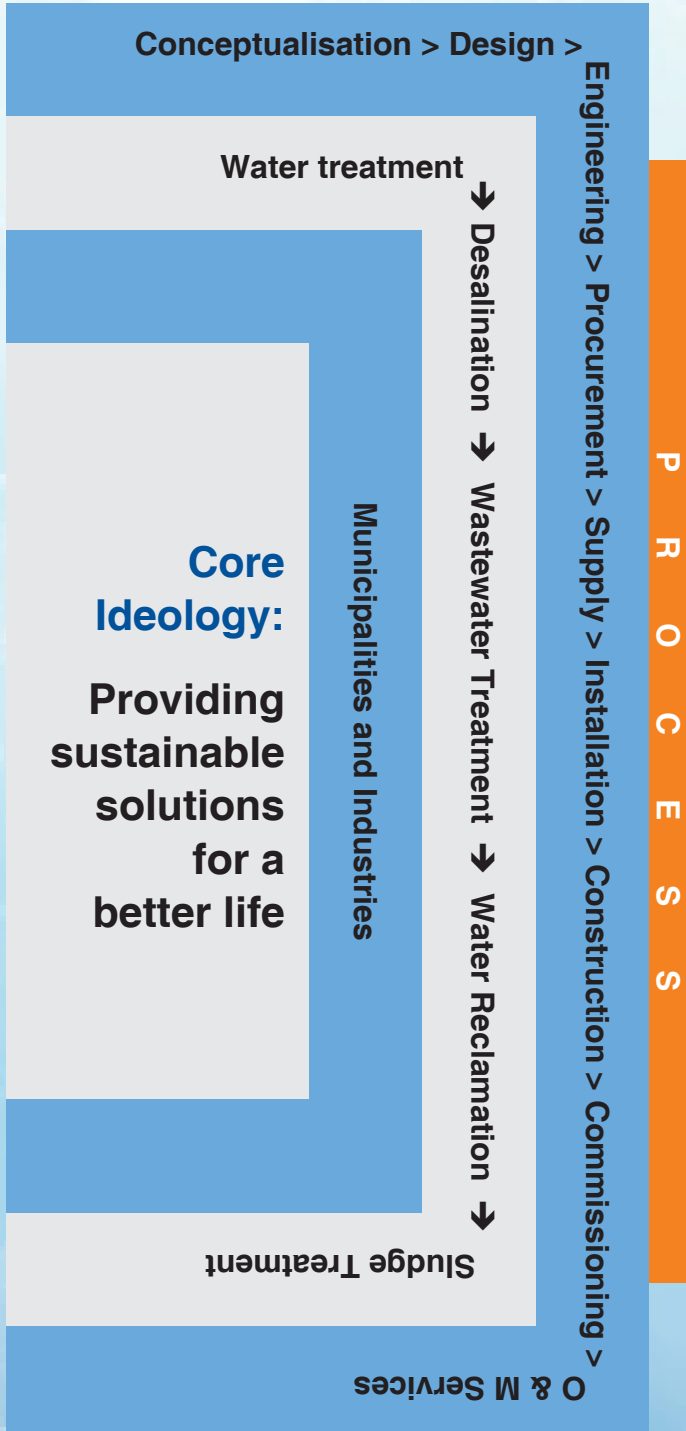 Conceptualisation > Design >
Engineering > Procurement > Supply > Installation > Construction > Commissioning >
O & M Services
Water treatment
➔ Desalination ➔ Wastewater Treatment ➔ Water Reclamation ➔
Sludge Treatment
Municipalities and Industries
Core
Ideology:
Providing
sustainable
solutions
for a
better life
PROCESS